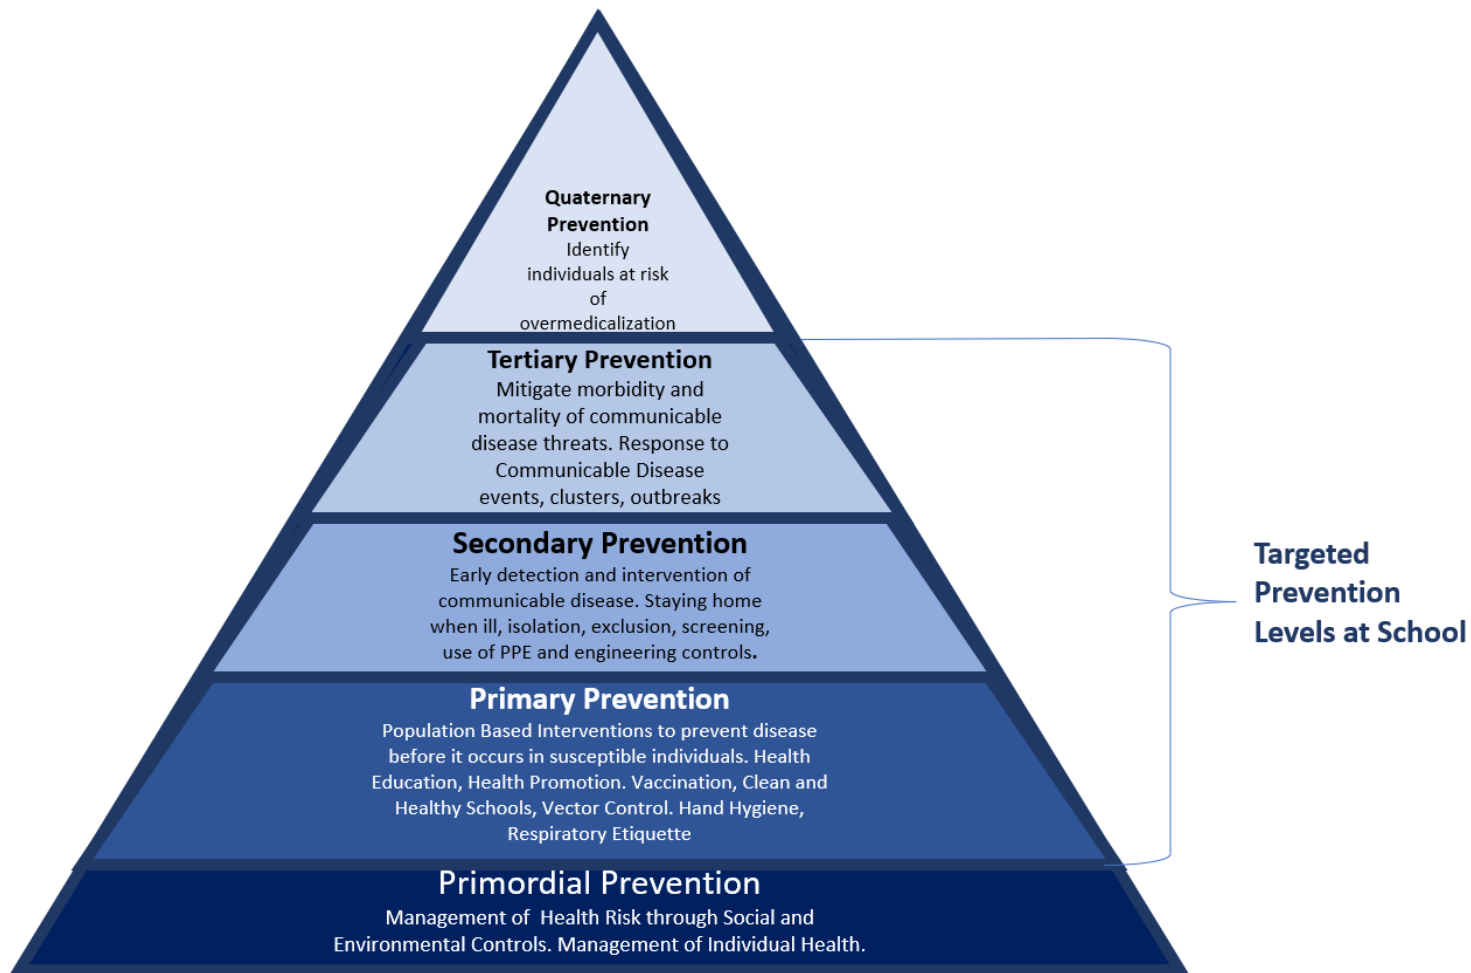 Quaternary
Prevention
Identify
individuals at risk
of
overmedicalization
Tertiary Prevention
Mitigate morbidity and
mortality of communicable
disease threats. Response to
Communicable Disease
events, clusters, outbreaks
Secondary Prevention
Early detection and intervention of
communicable disease. Staying home
when ill, isolation, exclusion, screening,
use of PPE and engineering controls.
Primary Prevention
Population Based Interventions to prevent disease
before it occurs in susceptible individuals. Health
Education, Health Promotion. Vaccination, Clean and
Healthy Schools, Vector Control. Hand Hygiene,
Respiratory Etiquette
Primordial Prevention
Management of  Health Risk through Social and
Environmental Controls. Management of Individual Health.
Targeted
Prevention
Levels at School